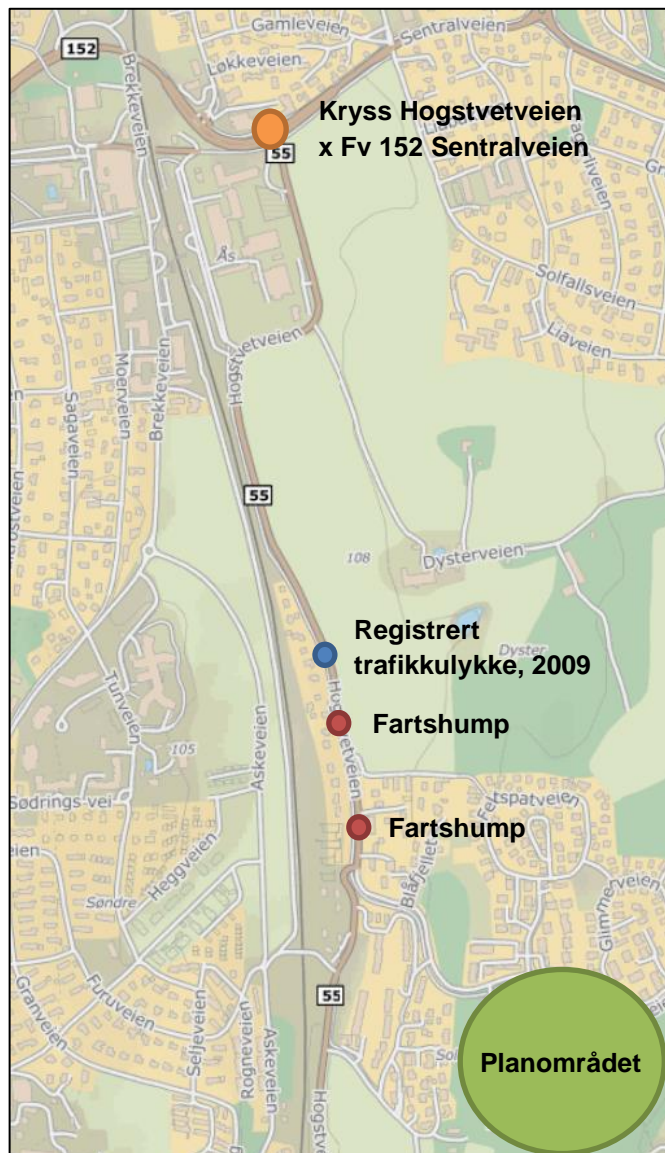 Gamleveien
Sentralveien
152
Brekkeveien
Løkkeveien
Kryss Hogstvetveien
x Fv 152 Sentralveien
55
Ås
Solfallsveien
Liaveien
Hogstvetveien
Moerveien
Brekkeveien
Sagaveien
55
108
Dysterveien
Registrert
trafikkulykke, 2009
Dyster
Tunveien
105
Askeveien
Hogstvetveien
Fartshump
Sødrings-vei
Fartshump
Heggveien
Søndre
Glimmerveien
Furuveien
Granveien
Seljeveien
Rogneveien
Askeveien
55
Planområdet